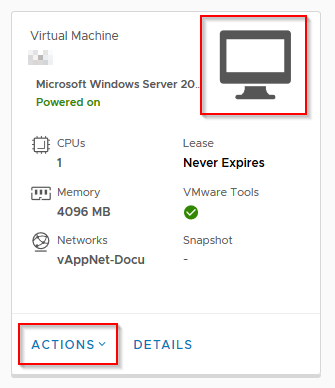 Virtual Machine
Microsoft Windows Server 20...
Powered on
CPUs
1
Lease
Never Expires
Memory
4096 MB
VMware Tools
Networks
vAppNet-Docu
Snapshot
-
ACTIONS
DETAILS